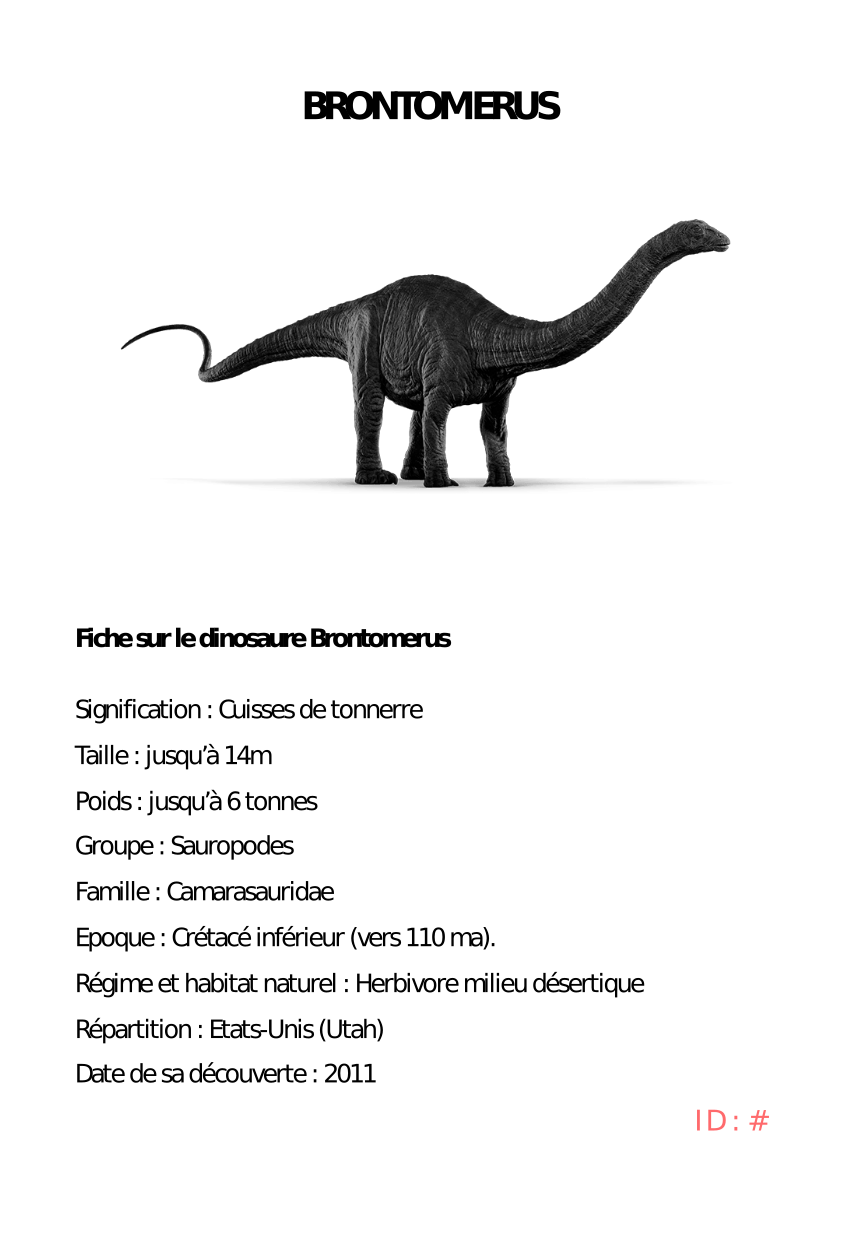 BRONTOMERUS
Fiche sur le dinosaure Brontomerus
Signification : Cuisses de tonnerre
Taille : jusqu’à 14m
Poids : jusqu’à 6 tonnes
Groupe : Sauropodes
Famille : Camarasauridae
Epoque : Crétacé inférieur (vers 110 ma).
Régime et habitat naturel : Herbivore milieu désertique
Répartition : Etats-Unis (Utah)
Date de sa découverte : 2011
ID: #